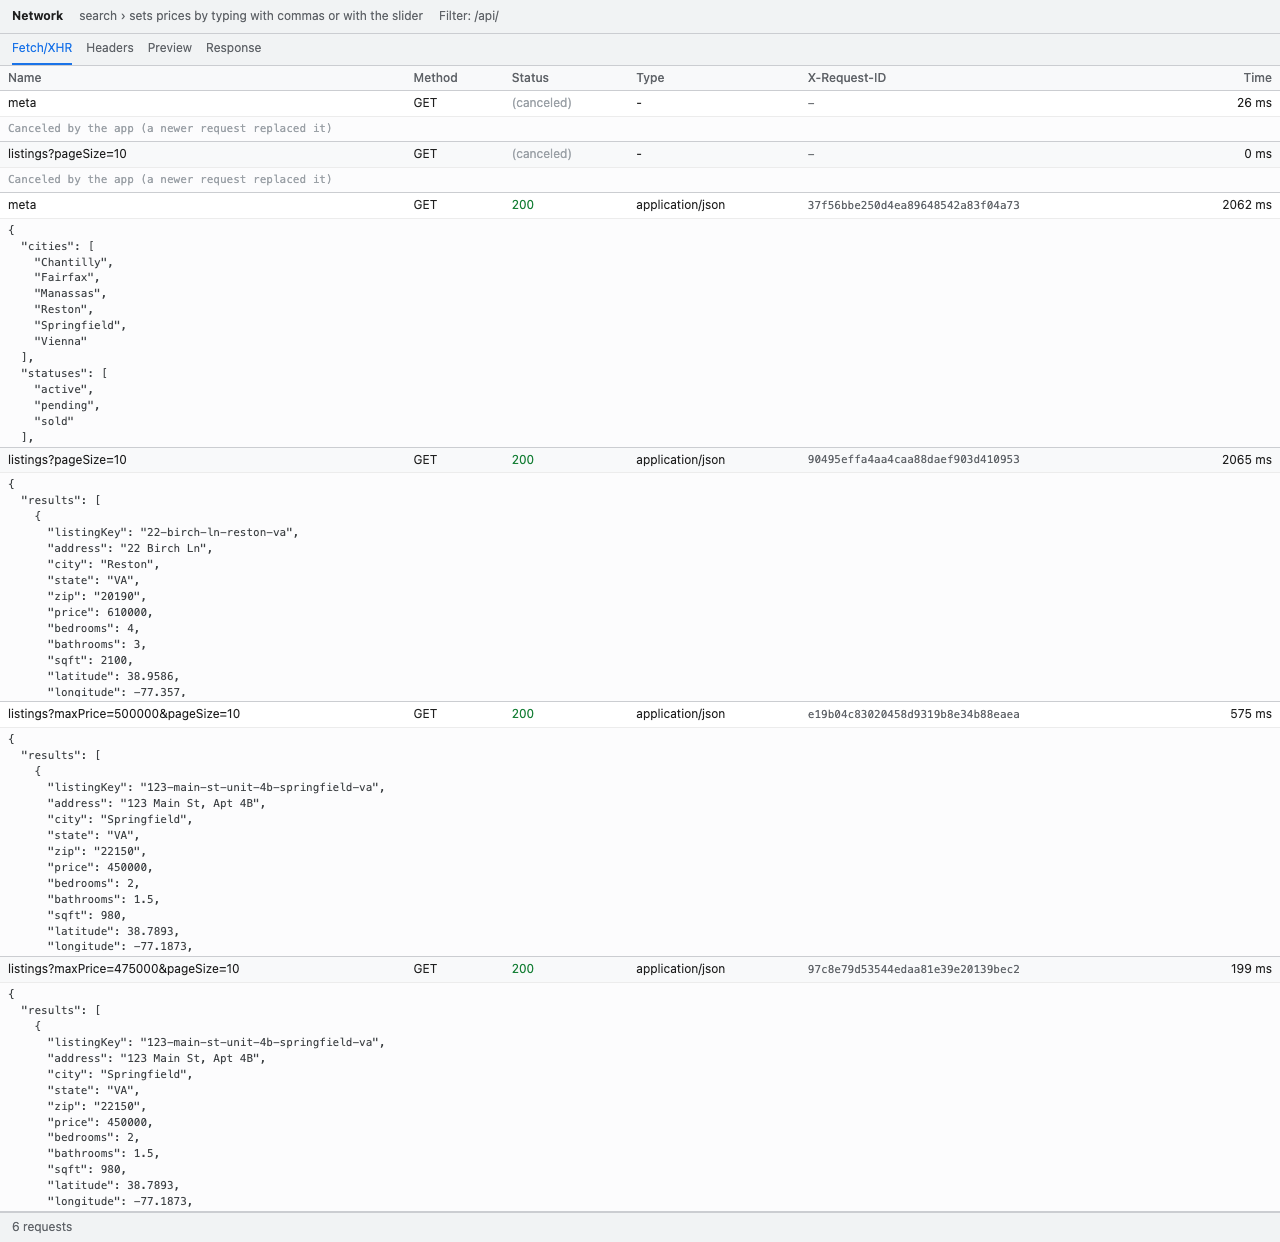 Network search › sets prices by typing with commas or with the slider Filter: /api/
Fetch/XHR Headers Preview Response
Name Method Status Type X-Request-ID Time
meta GET (canceled) - – 26 ms
Canceled by the app (a newer request replaced it)
listings?pageSize=10 GET (canceled) - – 0 ms
Canceled by the app (a newer request replaced it)
meta GET 200 application/json 37f56bbe250d4ea89648542a83f04a73 2062 ms
{
"cities": [
"Chantilly",
"Fairfax",
"Manassas",
"Reston",
"Springfield",
"Vienna"
],
"statuses": [
"active",
"pending",
"sold"
],
listings?pageSize=10 GET 200 application/json 90495effa4aa4caa88daef903d410953 2065 ms
{
"results": [
{
"listingKey": "22-birch-ln-reston-va",
"address": "22 Birch Ln",
"city": "Reston",
"state": "VA",
"zip": "20190",
"price": 610000,
"bedrooms": 4,
"bathrooms": 3,
"sqft": 2100,
"latitude": 38.9586,
"longitude": -77.357,
listings?maxPrice=500000&pageSize=10 GET 200 application/json e19b04c83020458d9319b8e34b88eaea 575 ms
{
"results": [
{
"listingKey": "123-main-st-unit-4b-springfield-va",
"address": "123 Main St, Apt 4B",
"city": "Springfield",
"state": "VA",
"zip": "22150",
"price": 450000,
"bedrooms": 2,
"bathrooms": 1.5,
"sqft": 980,
"latitude": 38.7893,
"longitude": -77.1873,
listings?maxPrice=475000&pageSize=10 GET 200 application/json 97c8e79d53544edaa81e39e20139bec2 199 ms
{
"results": [
{
"listingKey": "123-main-st-unit-4b-springfield-va",
"address": "123 Main St, Apt 4B",
"city": "Springfield",
"state": "VA",
"zip": "22150",
"price": 450000,
"bedrooms": 2,
"bathrooms": 1.5,
"sqft": 980,
"latitude": 38.7893,
"longitude": -77.1873,
6 requests